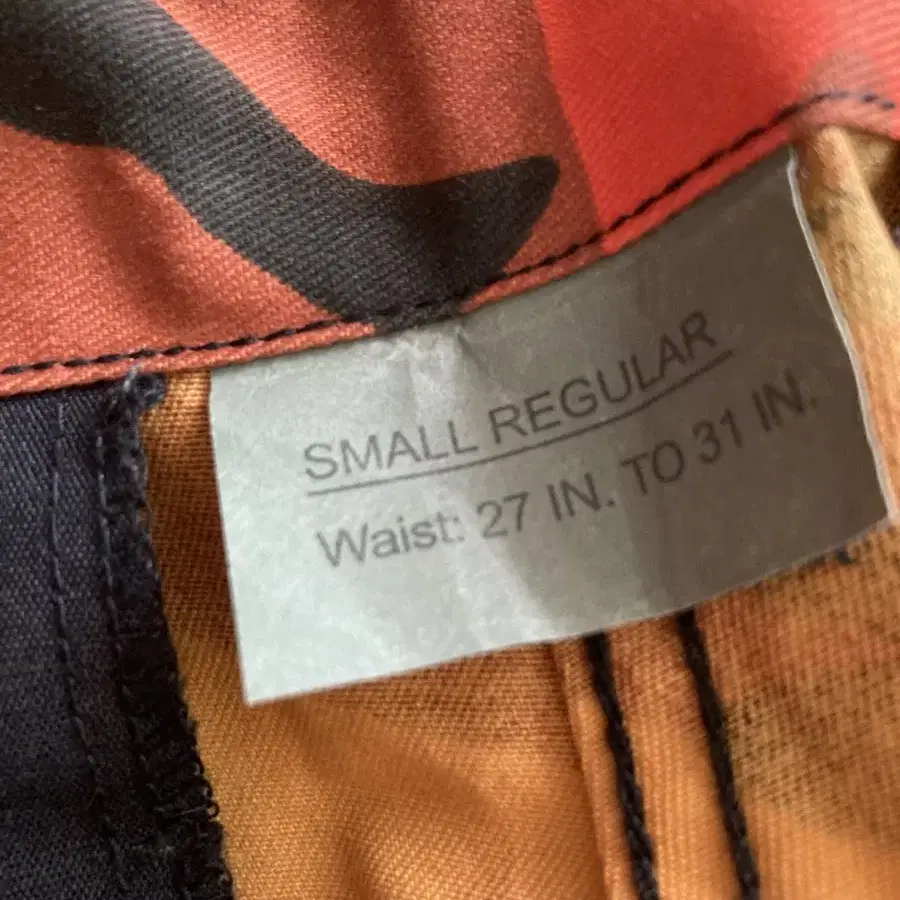 SMALL REGULAR
Waist: 27 IN. TO 31 IN.